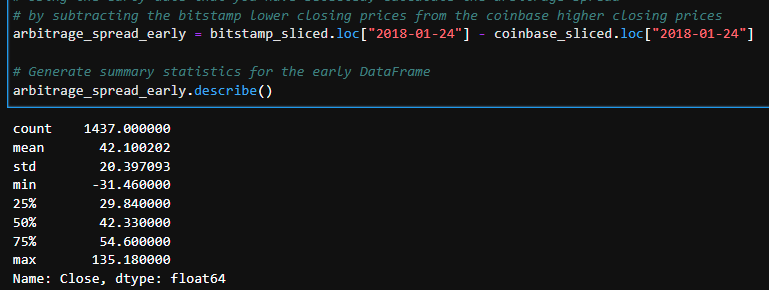 # by subtracting the bitstamp lower closing prices from the coinbase higher closing prices
arbitrage_spread_early = bitstamp_sliced.loc["2018-01-24"] - coinbase_sliced.loc["2018-01-24"]
# Generate summary statistics for the early DataFrame
arbitrage_spread_early.describe()
count 1437.000000
mean 42.100202
std 20.397093
min -31.460000
25% 29.840000
50% 42.330000
75% 54.600000
max 135.180000
Name: Close, dtype: float64